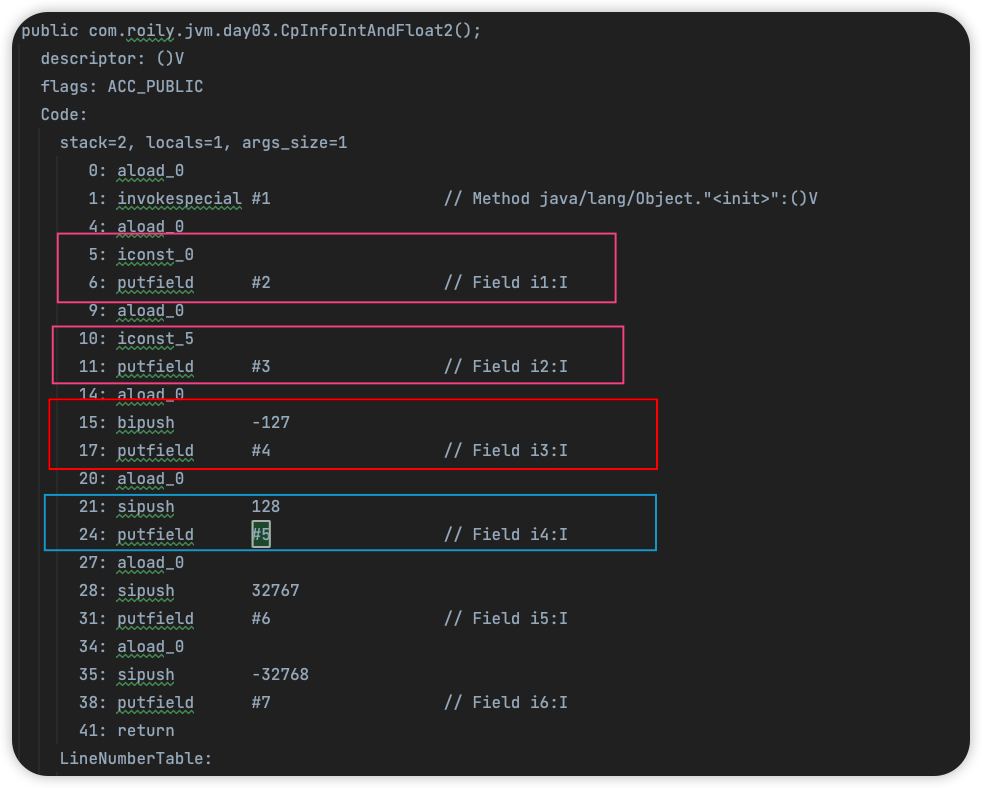 public com.roily.jvm.day03.CpInfoIntAndFloat2();
descriptor: ()V
flags: ACC_PUBLIC
Code:
stack=2, locals=1, args_size=1
0: aload_0
1: invokespecial #1 // Method java/lang/Object."<init>":()V
4: aload_0
5: iconst_0
6: putfield #2 // Field i1:I
9: aload_0
10: iconst_5
11: putfield #3 // Field i2:I
14: aload_0
15: bipush -127
17: putfield #4 // Field i3:I
20: aload_0
21: sipush 128
24: putfield #5 // Field i4:I
27: aload_0
28: sipush 32767
31: putfield #6 // Field i5:I
34: aload_0
35: sipush -32768
38: putfield #7 // Field i6:I
41: return
LineNumberTable: